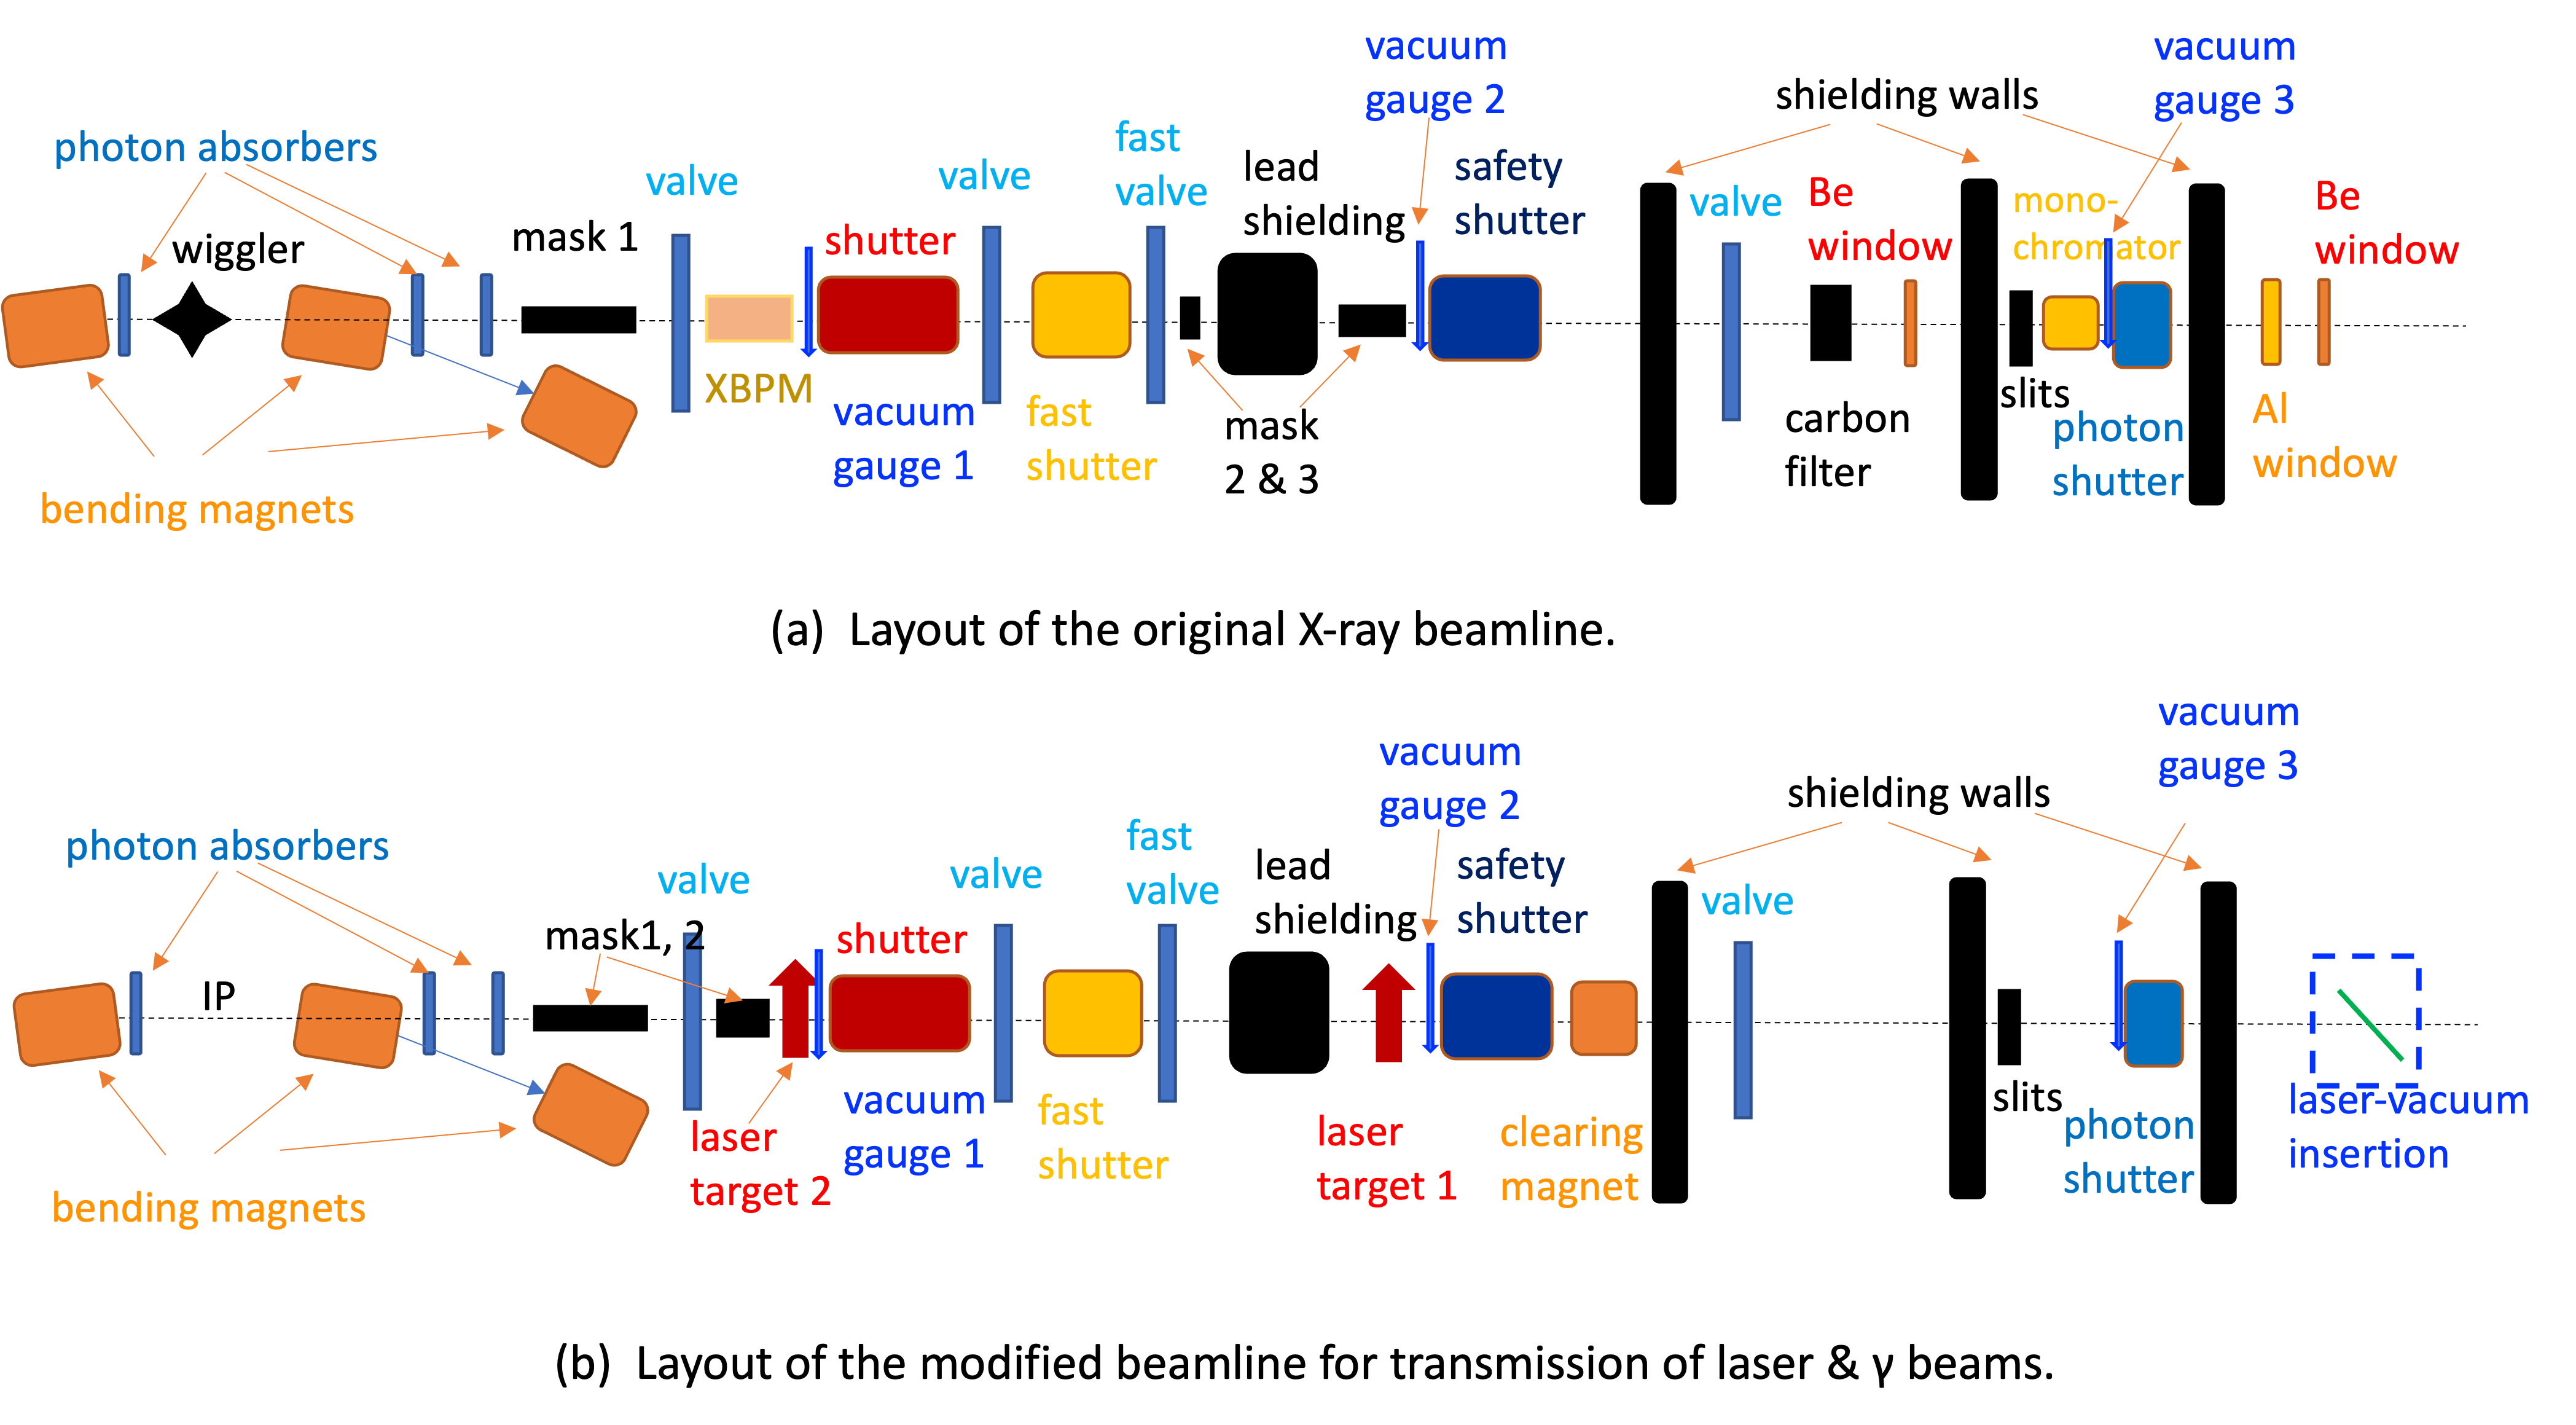 vacuum
gauge 2
vacuum
gauge 3
shielding walls
photon absorbers
fast
valve
valve
valve
lead
shielding
safety
shutter
valve
Be
window
mono-
chromator
Be
window
wiggler
mask 1
shutter
XBPM
vacuum
gauge 1
fast
shutter
mask
2 & 3
carbon
filter
slits
photon
shutter
Al
window
bending magnets
(a) Layout of the original X-ray beamline.
vacuum
gauge 3
vacuum
gauge 2
shielding walls
photon absorbers
fast
valve
valve
valve
lead
shielding
safety
shutter
valve
IP
mask1, 2
shutter
laser
target 2
vacuum
gauge 1
fast
shutter
laser
target 1
clearing
magnet
slits
photon
shutter
laser-vacuum
insertion
bending magnets
(b) Layout of the modified beamline for transmission of laser & γ beams.